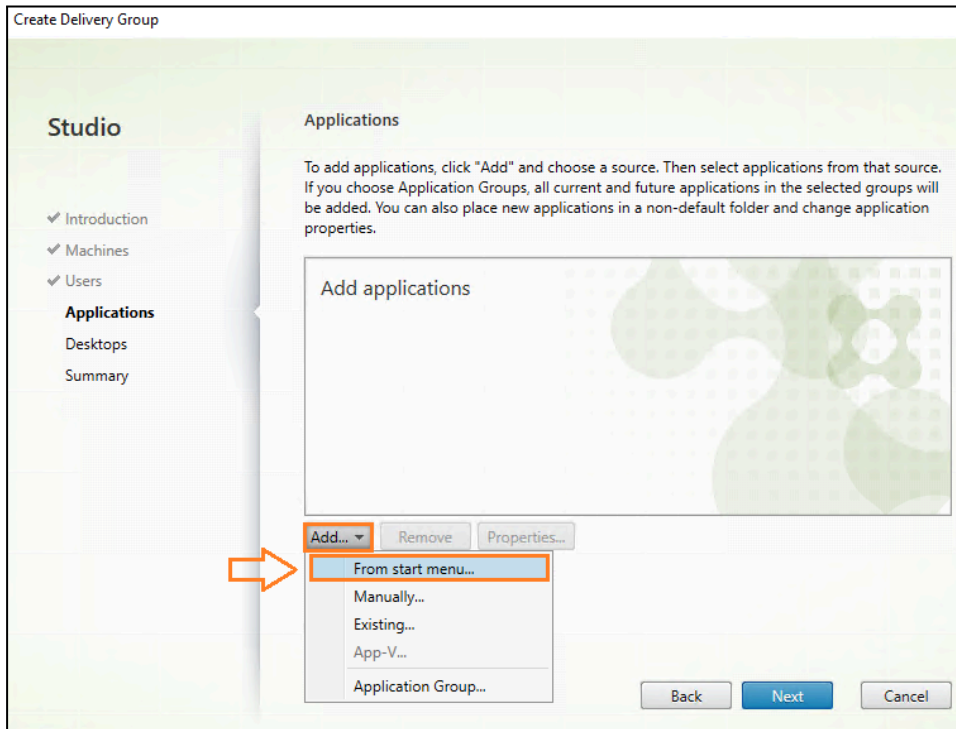 Create Delivery Group
Studio
✔ Introduction
✔ Machines
✔ Users
Applications
Desktops
Summary
Applications
To add applications, click "Add" and choose a source. Then select applications from that source.
If you choose Application Groups, all current and future applications in the selected groups will
be added. You can also place new applications in a non-default folder and change application
properties.
Add applications
Add...
Remove
Properties...
From start menu...
Manually...
Existing...
App-V...
Application Group...
Back
Next
Cancel